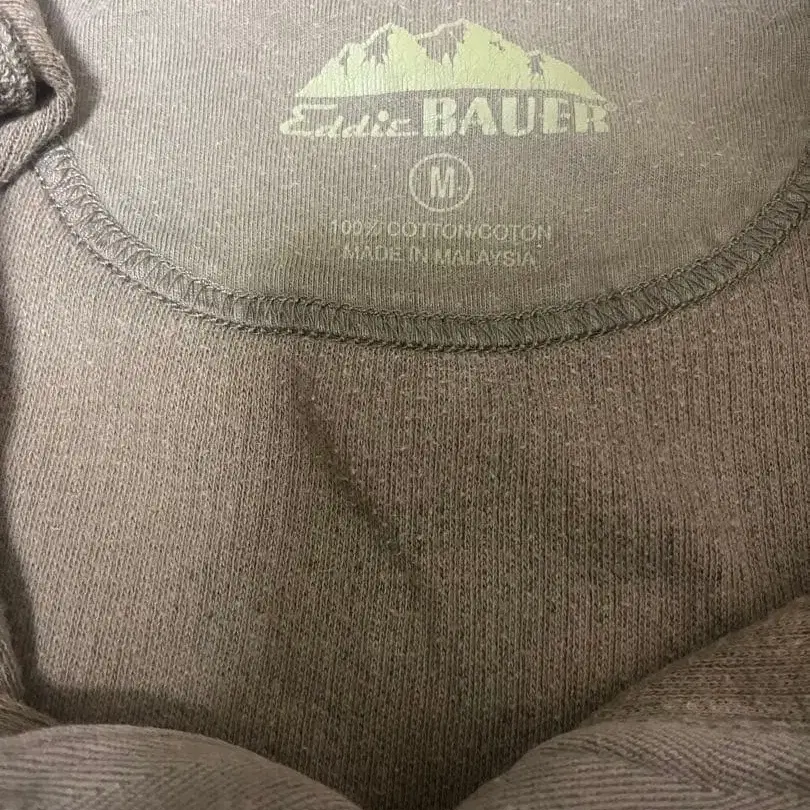 Eddie BAUER
M
100% COTTON/COTON
MADE IN MALAYSIA